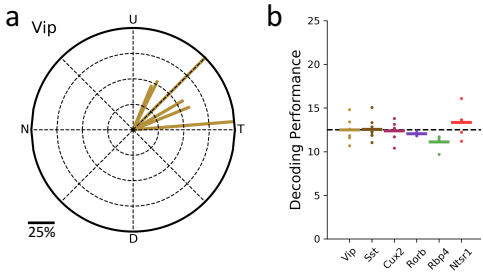 a
Vip
U
N
T
D
25%
b
Decoding Performance
25
20
15
10
5
0
Vip
Sst
Cux2
Rorb
Rbp4
Ntsr1